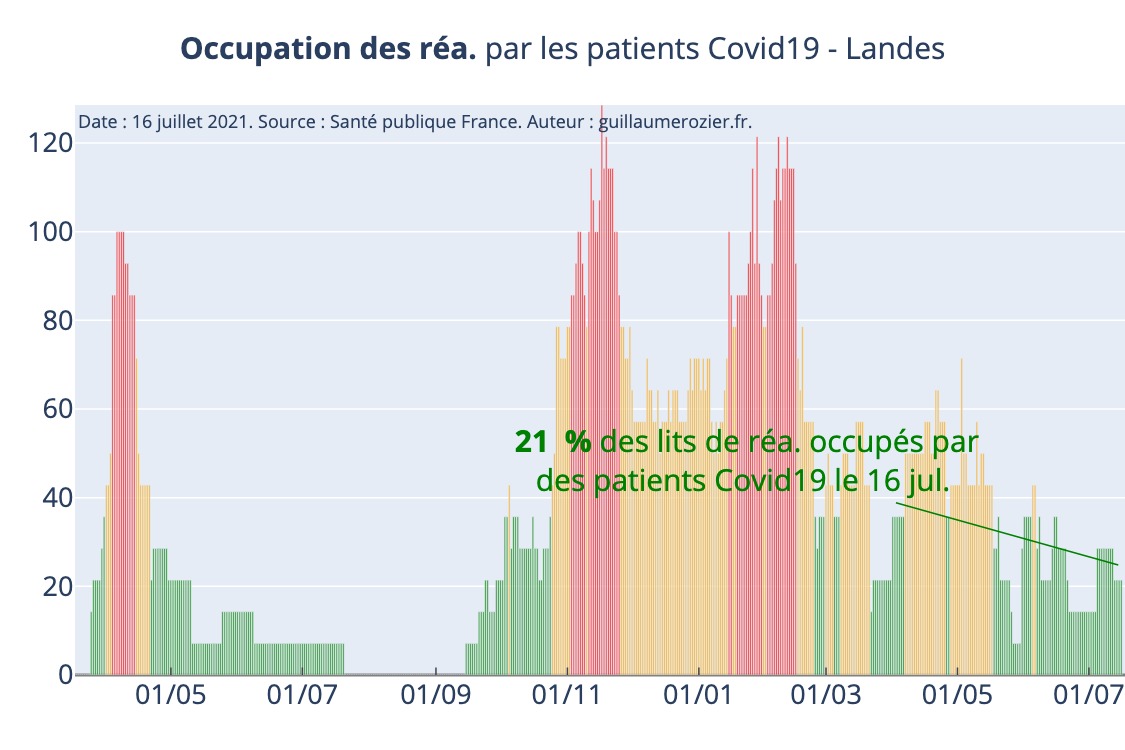 Occupation des réa. par les patients Covid19 - Landes
Date : 16 juillet 2021. Source : Santé publique France. Auteur : guillaumerozier.fr.
120
100
80
60
40
20
0
21 % des lits de réa. occupés par
des patients Covid19 le 16 jul.
01/05 01/07 01/09 01/11 01/01 01/03 01/05 01/07